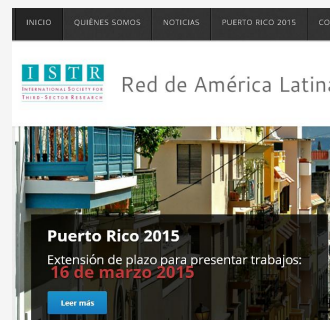 INICIO QUIÉNES SOMOS NOTICIAS PUERTO RICO 2015 CO
ISTR
INTERNATIONAL SOCIETY FOR
THIRD-SECTOR RESEARCH
Red de América Latina
Puerto Rico 2015
Extensión de plazo para presentar trabajos:
16 de marzo 2015
Leer más